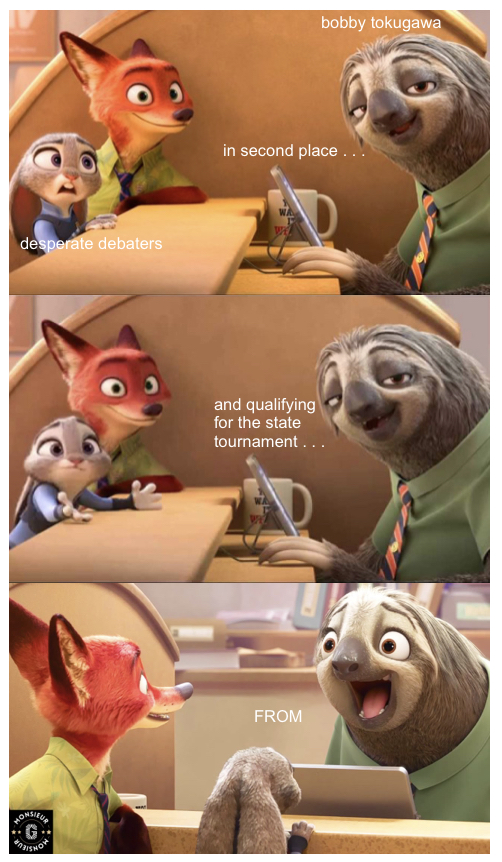 bobby tokugawa
in second place . . .
desperate debaters
and qualifying
for the state
tournament . . .
FROM
MONSIEUR
G
MONSIEUR